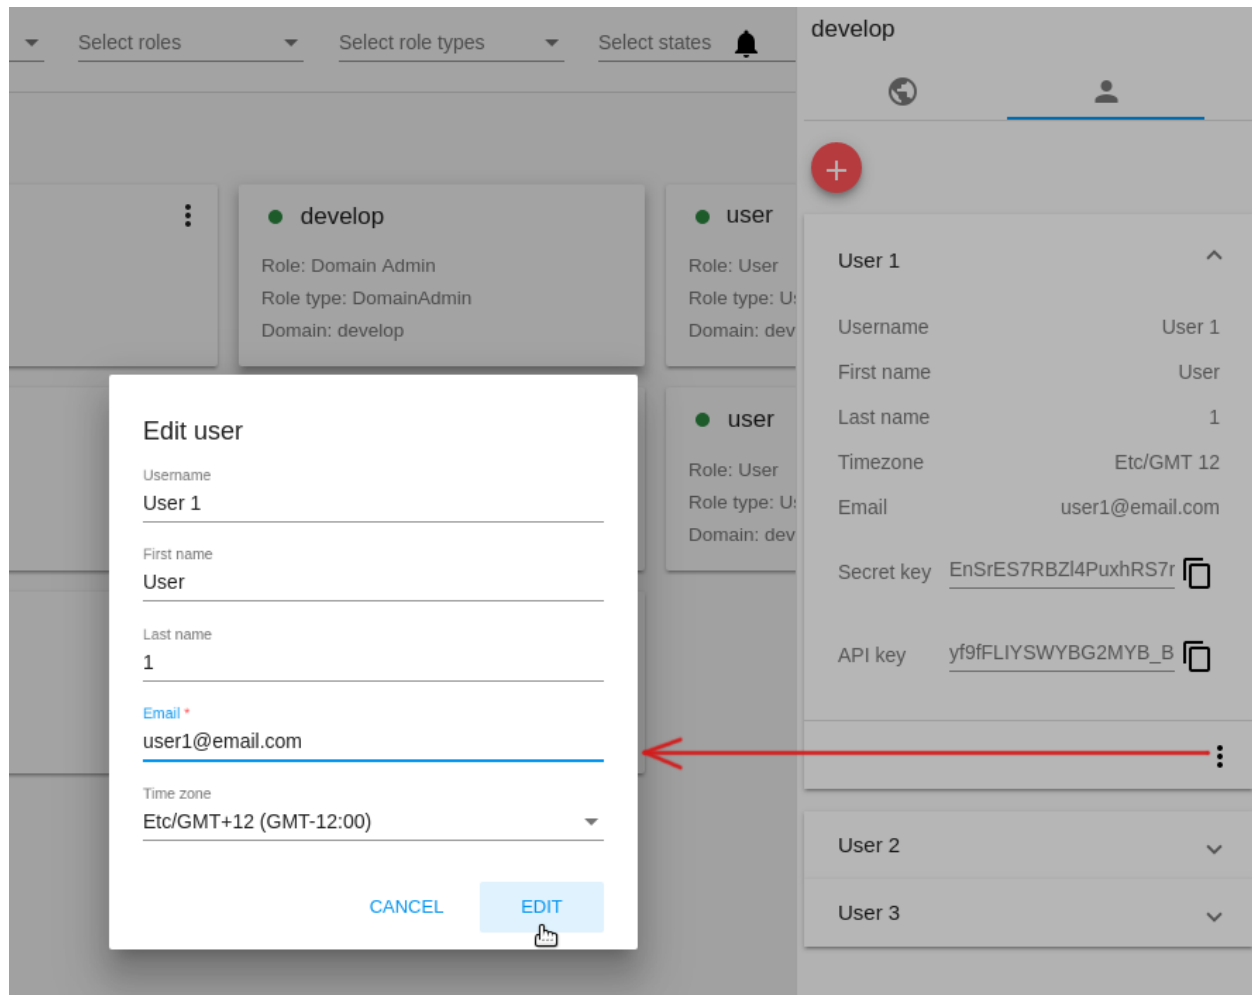 Select roles
Select role types
Select states
develop
develop
Role: Domain Admin
Role type: DomainAdmin
Domain: develop
user
Role: User
Role type: U
Domain: dev
user
Role: User
Role type: U
Domain: dev
Edit user
Username
User 1
First name
User
Last name
1
Email *
user1@email.com
Time zone
Etc/GMT+12 (GMT-12:00)
CANCEL
EDIT
User 1
Username User 1
First name User
Last name 1
Timezone Etc/GMT 12
Email user1@email.com
Secret key EnSrES7RBZl4PuxhRS7r
API key yf9fFLIYSWYBG2MYB_B
User 2
User 3